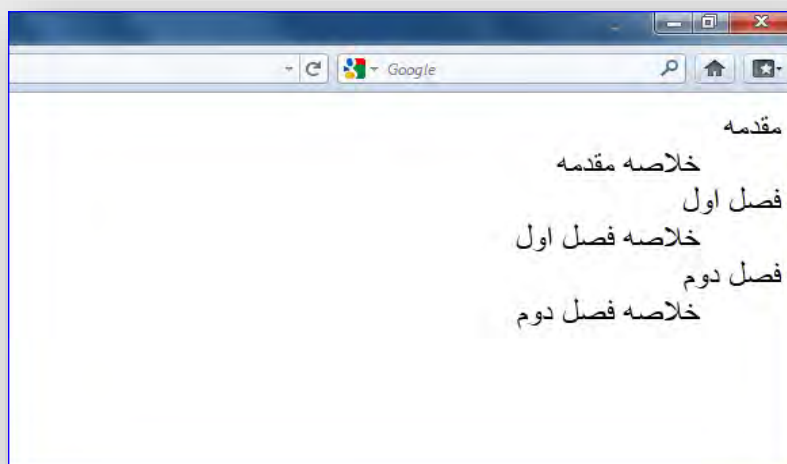 Google
مقدمه
خلاصه مقدمه
فصل اول
خلاصه فصل اول
فصل دوم
خلاصه فصل دوم